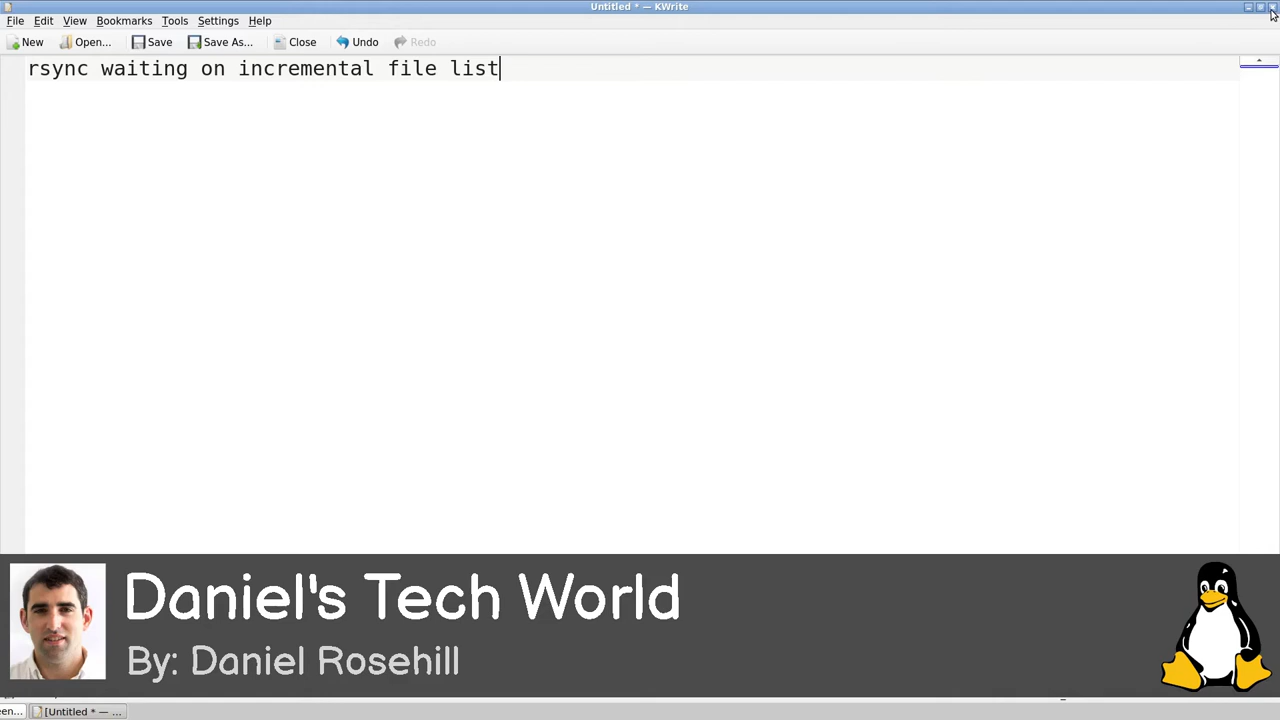 Untitled * — KWrite
File Edit View Bookmarks Tools Settings Help
New Open... Save Save As... Close Undo Redo
rsync waiting on incremental file list
Daniel's Tech World
By: Daniel Rosehill
een... [Untitled * — ...